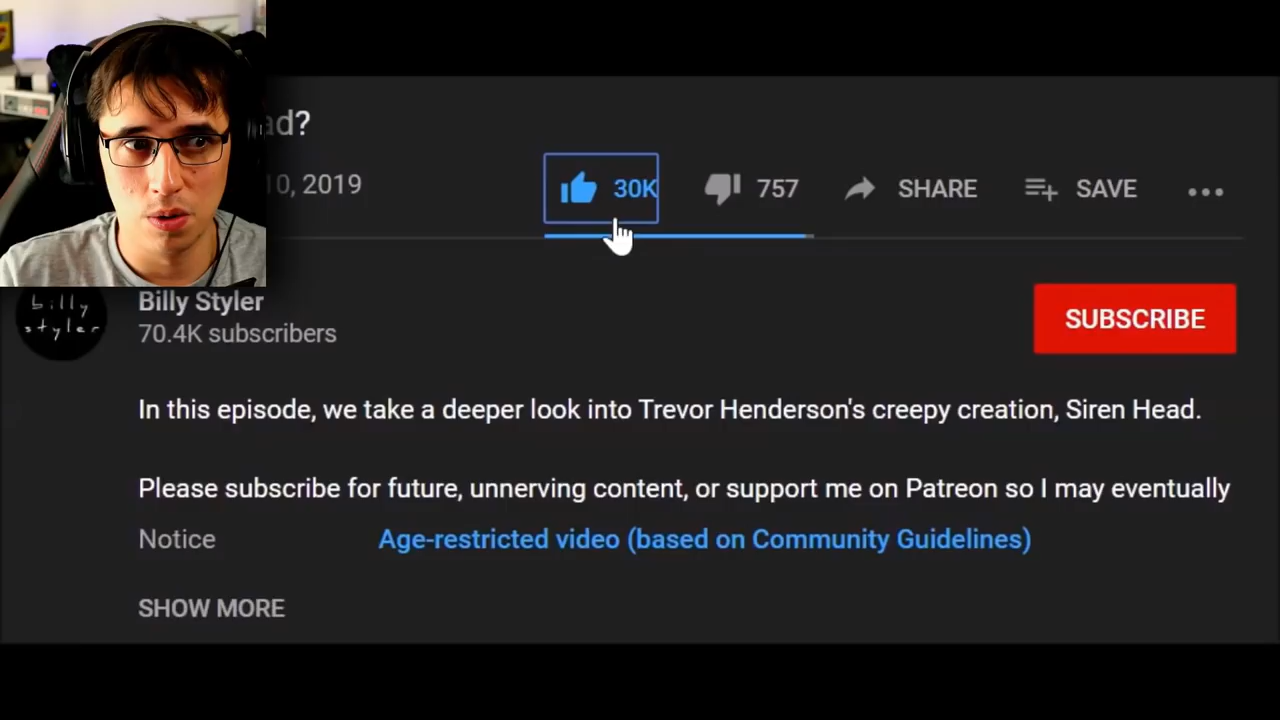 ad?
10, 2019
30K
757
SHARE
SAVE
billy
styler
Billy Styler
70.4K subscribers
SUBSCRIBE
In this episode, we take a deeper look into Trevor Henderson's creepy creation, Siren Head.
Please subscribe for future, unnerving content, or support me on Patreon so I may eventually
Notice
Age-restricted video (based on Community Guidelines)
SHOW MORE